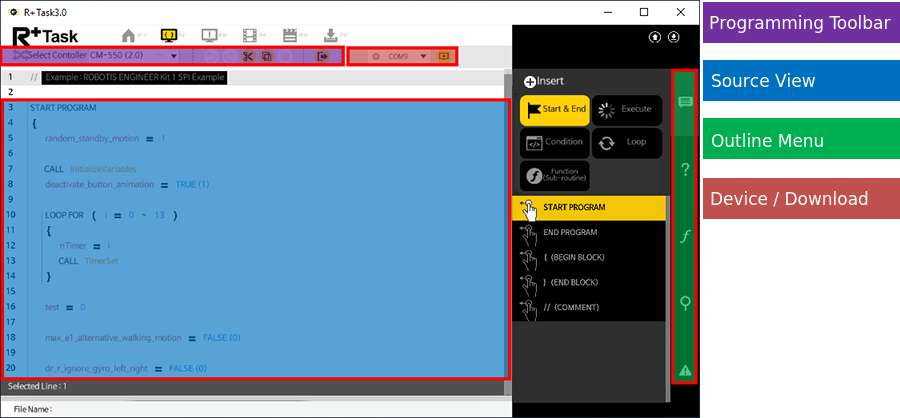 R+Task3.0
R+Task
Select Contoller CM-550 (2.0)
COM9
1 // Example : ROBOTIS ENGINEER Kit 1 SPI Example
2
3 START PROGRAM
4 {
5 random_standby_motion = 1
6
7 CALL InitializeVariables
8 deactivate_button_animation = TRUE (1)
9
10 LOOP FOR ( i = 0 ~ 13 )
11 {
12 nTimer = i
13 CALL TimerSet
14 }
15
16 test = 0
17
18 max_e1_alternative_walking_motion = FALSE (0)
19
20 dr_r_ignore_gyro_left_right = FALSE (0)
Selected Line : 1
File Name :
Insert
Start & End
Execute
Condition
Loop
Function
(Sub-routine)
START PROGRAM
END PROGRAM
{ (BEGIN BLOCK)
} (END BLOCK)
// (COMMENT)
Programming Toolbar
Source View
Outline Menu
Device / Download